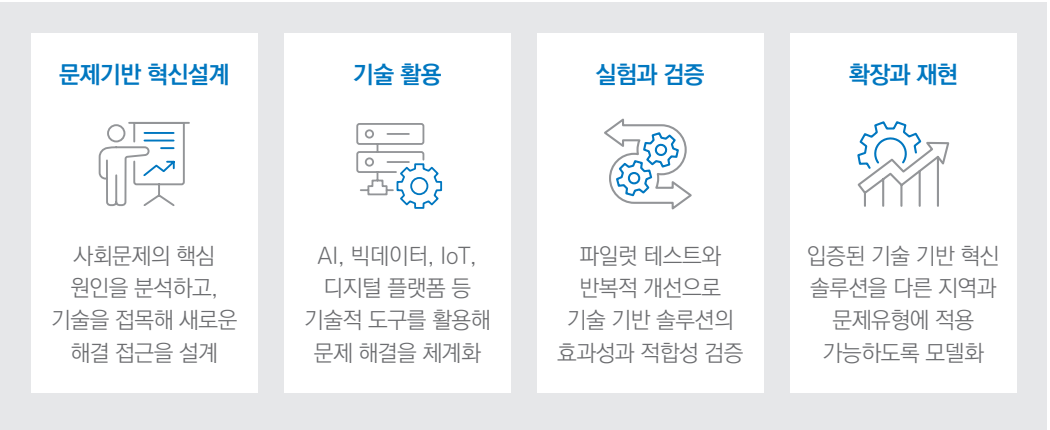 문제기반 혁신설계
사회문제의 핵심
원인을 분석하고,
기술을 접목해 새로운
해결 접근을 설계
기술 활용
AI, 빅데이터, IoT,
디지털 플랫폼 등
기술적 도구를 활용해
문제 해결을 체계화
실험과 검증
파일럿 테스트와
반복적 개선으로
기술 기반 솔루션의
효과성과 적합성 검증
확장과 재현
입증된 기술 기반 혁신
솔루션을 다른 지역과
문제유형에 적용
가능하도록 모델화